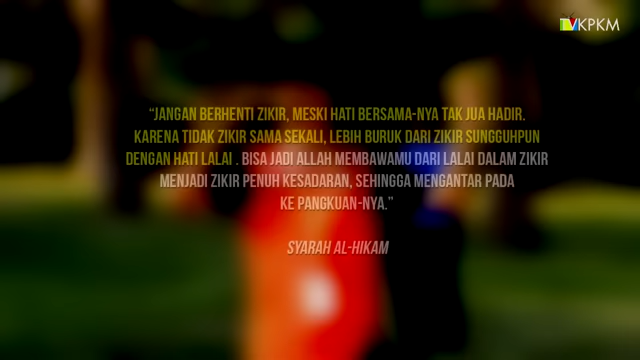 TVKPKM
“JANGAN BERHENTI ZIKIR, MESKI HATI BERSAMA-NYA TAK JUA HADIR.
KARENA TIDAK ZIKIR SAMA SEKALI, LEBIH BURUK DARI ZIKIR SUNGGUHPUN
DENGAN HATI LALAI . BISA JADI ALLAH MEMBAWAMU DARI LALAI DALAM ZIKIR
MENJADI ZIKIR PENUH KESADARAN, SEHINGGA MENGANTAR PADA
KE PANGKUAN-NYA.”
SYARAH AL-HIKAM